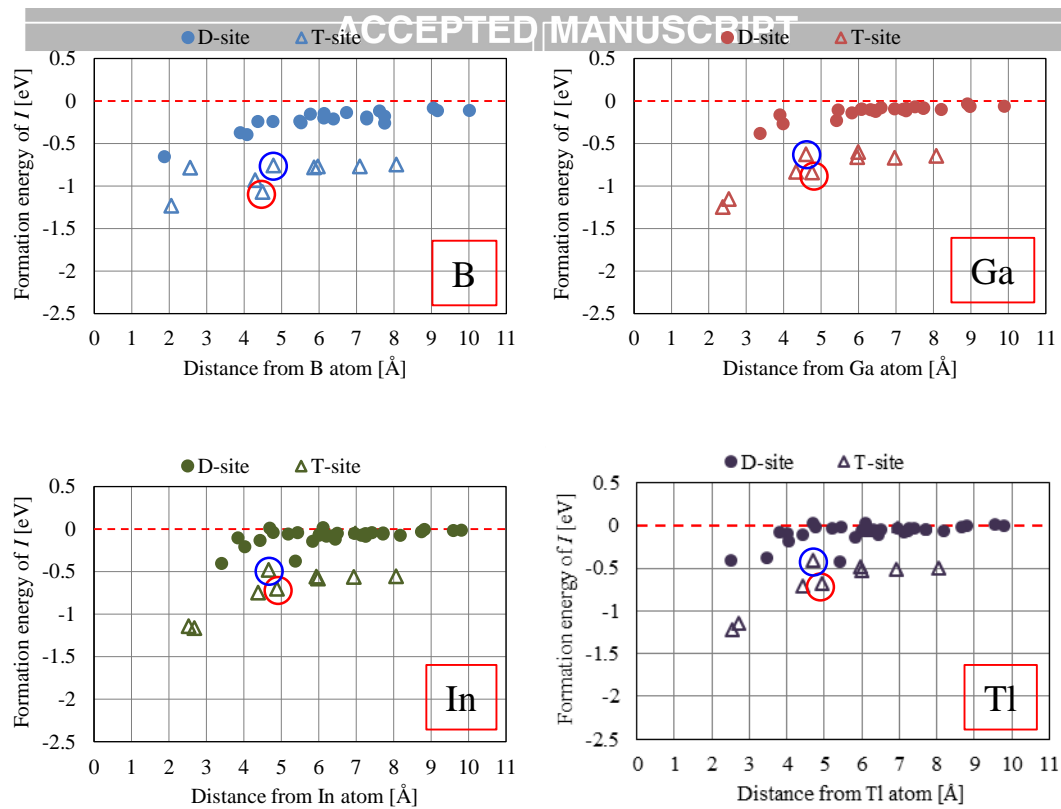 ACCEPTED MANUSCRIPT
D-site T-site
0.5
0
-0.5
-1
-1.5
-2
-2.5
Formation energy of I [eV]
B
0 1 2 3 4 5 6 7 8 9 10 11
Distance from B atom [Å]
D-site T-site
0.5
0
-0.5
-1
-1.5
-2
-2.5
Formation energy of I [eV]
Ga
0 1 2 3 4 5 6 7 8 9 10 11
Distance from Ga atom [Å]
D-site T-site
0.5
0
-0.5
-1
-1.5
-2
-2.5
Formation energy of I [eV]
In
0 1 2 3 4 5 6 7 8 9 10 11
Distance from In atom [Å]
D-site T-site
0.5
0
-0.5
-1
-1.5
-2
-2.5
Formation energy of I [eV]
Tl
0 1 2 3 4 5 6 7 8 9 10 11
Distance from Tl atom [Å]